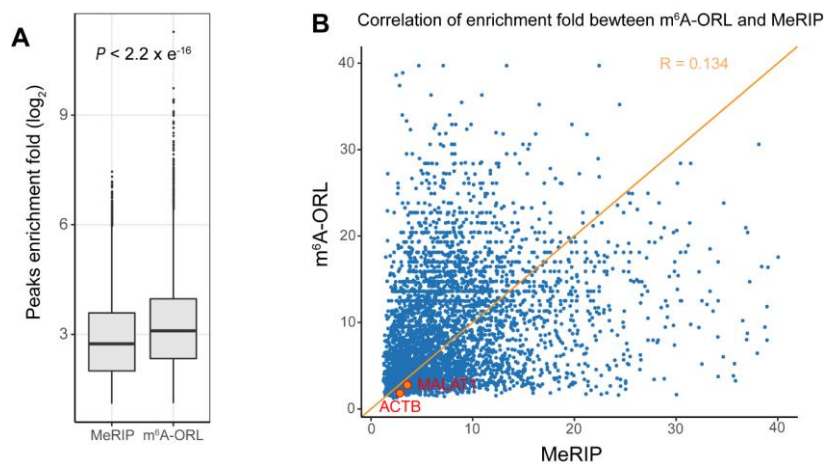 A
P < 2.2 x e-16
Peaks enrichment fold (log2)
9
6
3
MeRIP
m6A-ORL
B
Correlation of enrichment fold bewteen m6A-ORL and MeRIP
R = 0.134
m6A-ORL
40
30
20
10
0
MALAT1
ACTB
0
10
20
30
40
MeRIP